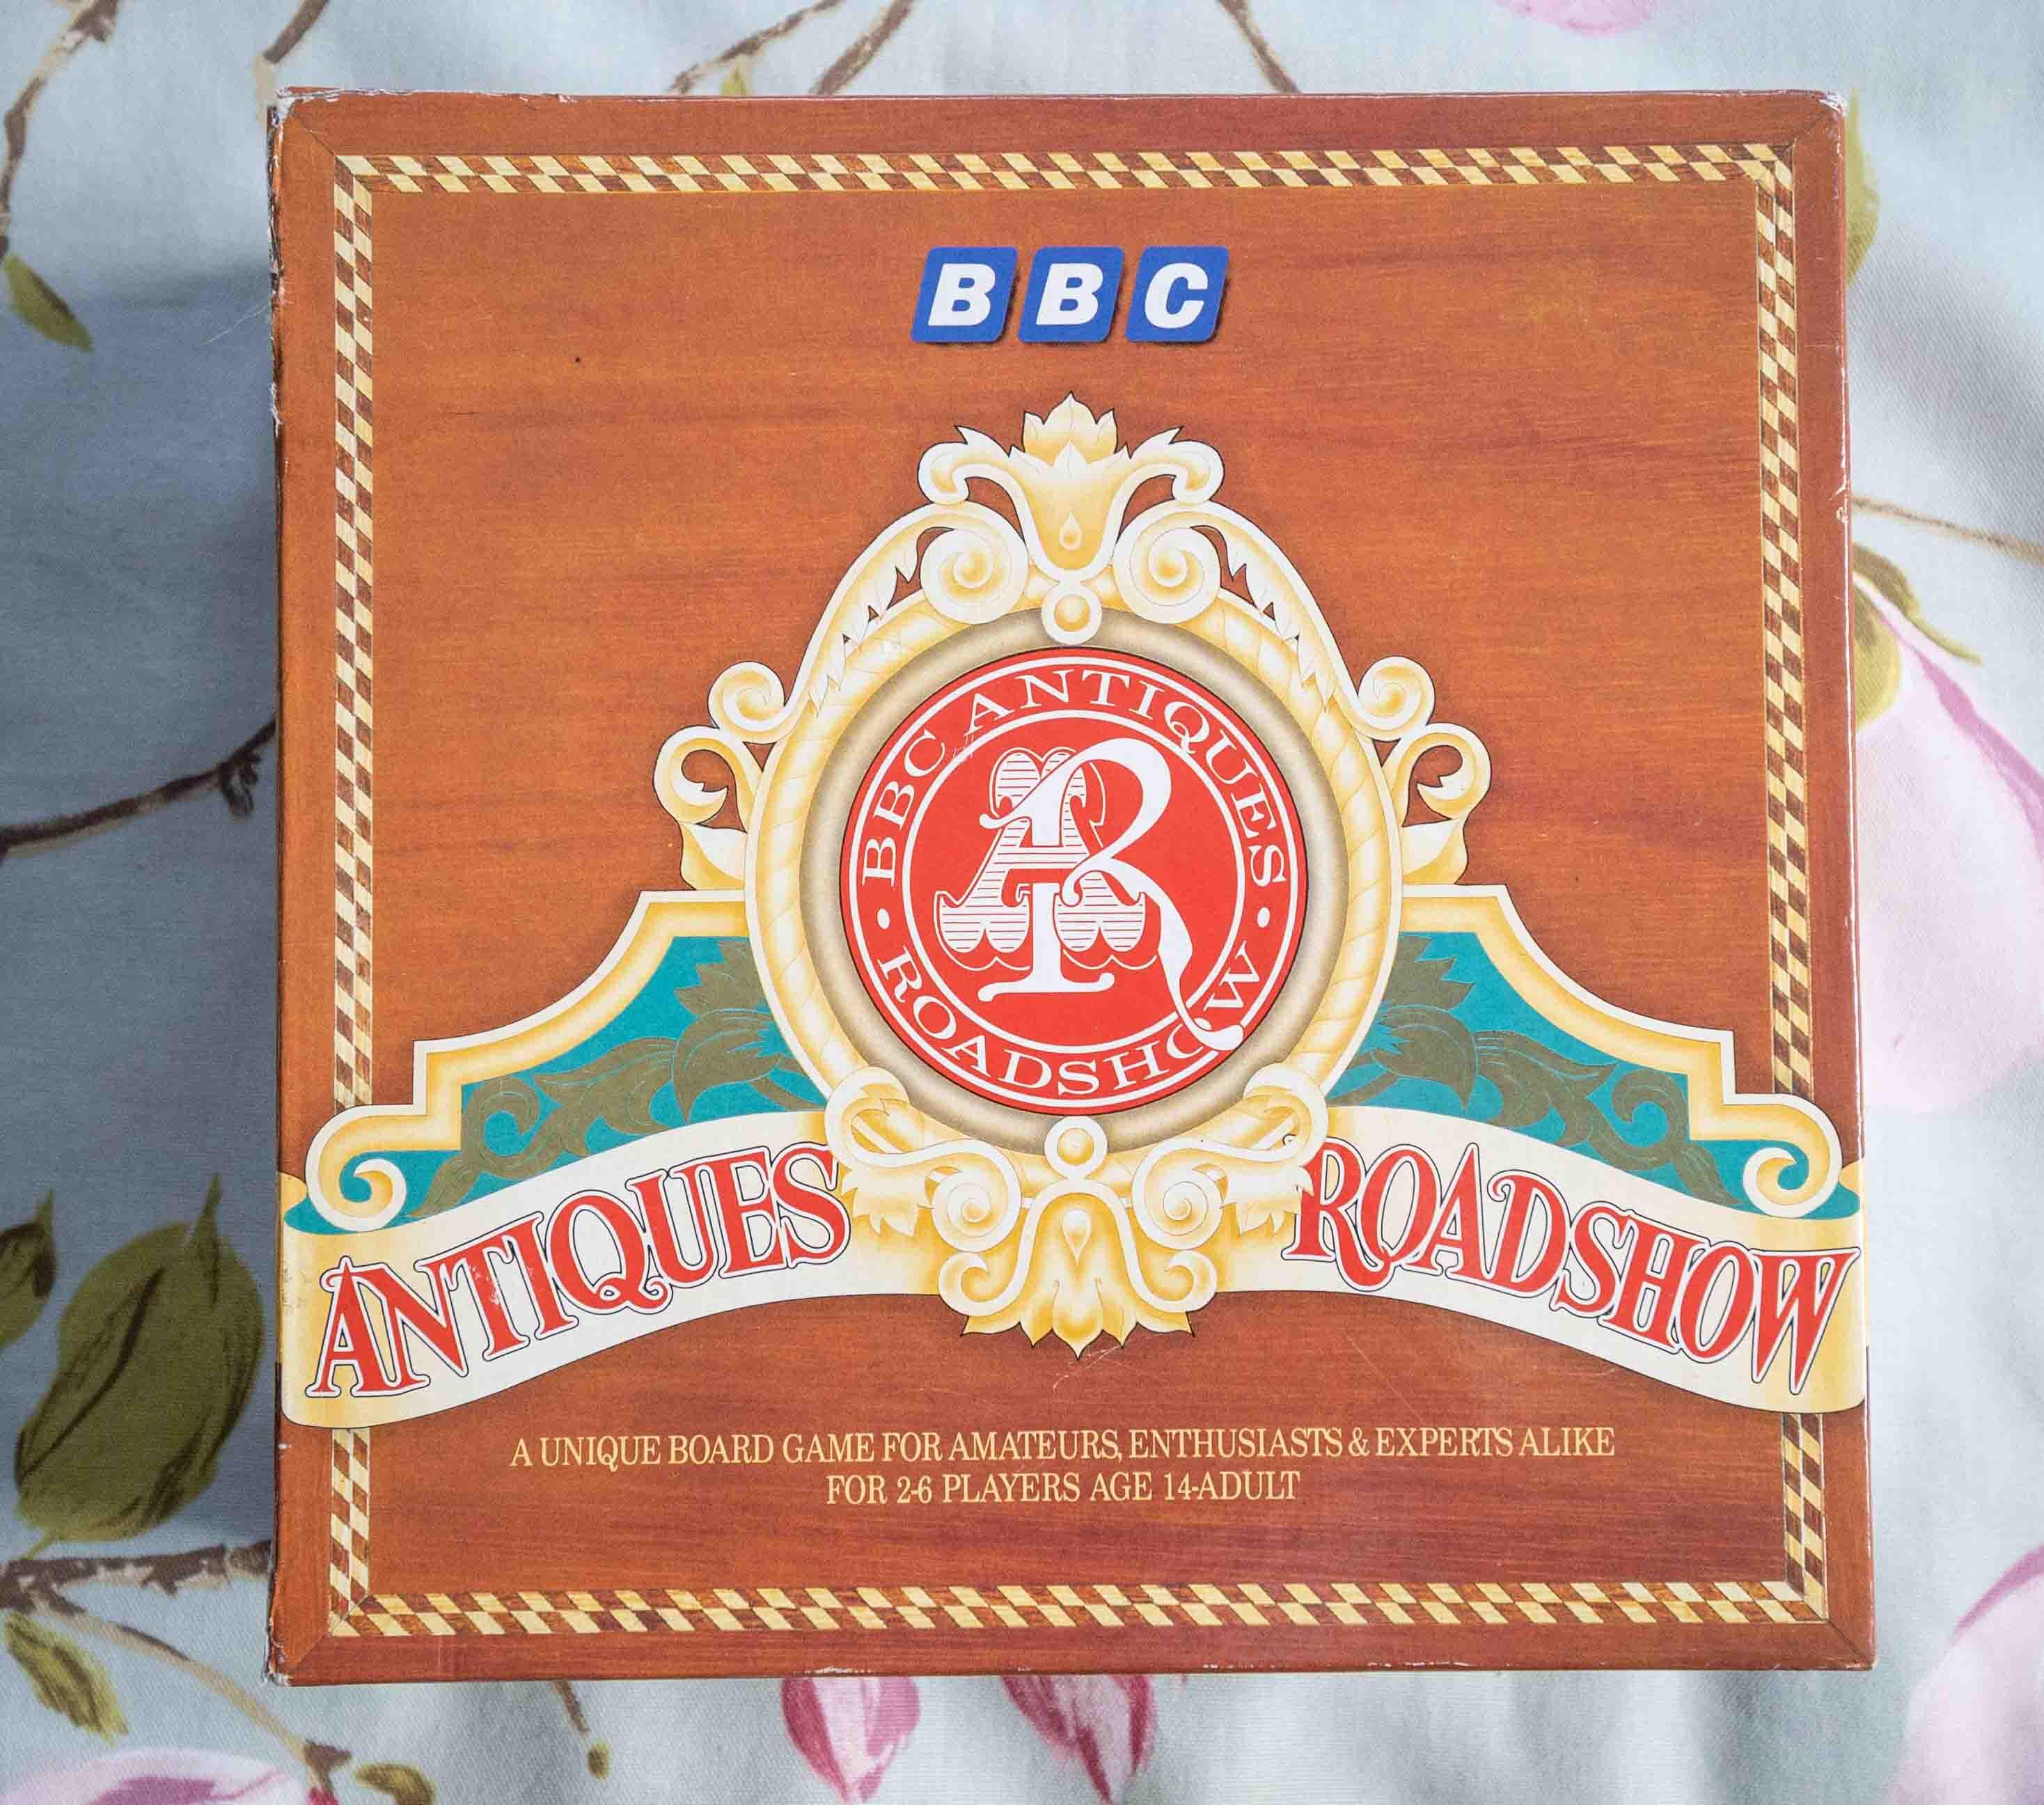 BBC
BBC ANTIQUES
AR
• ROADSHOW •
ANTIQUES ROADSHOW
A UNIQUE BOARD GAME FOR AMATEURS, ENTHUSIASTS & EXPERTS ALIKE
FOR 2-6 PLAYERS AGE 14-ADULT